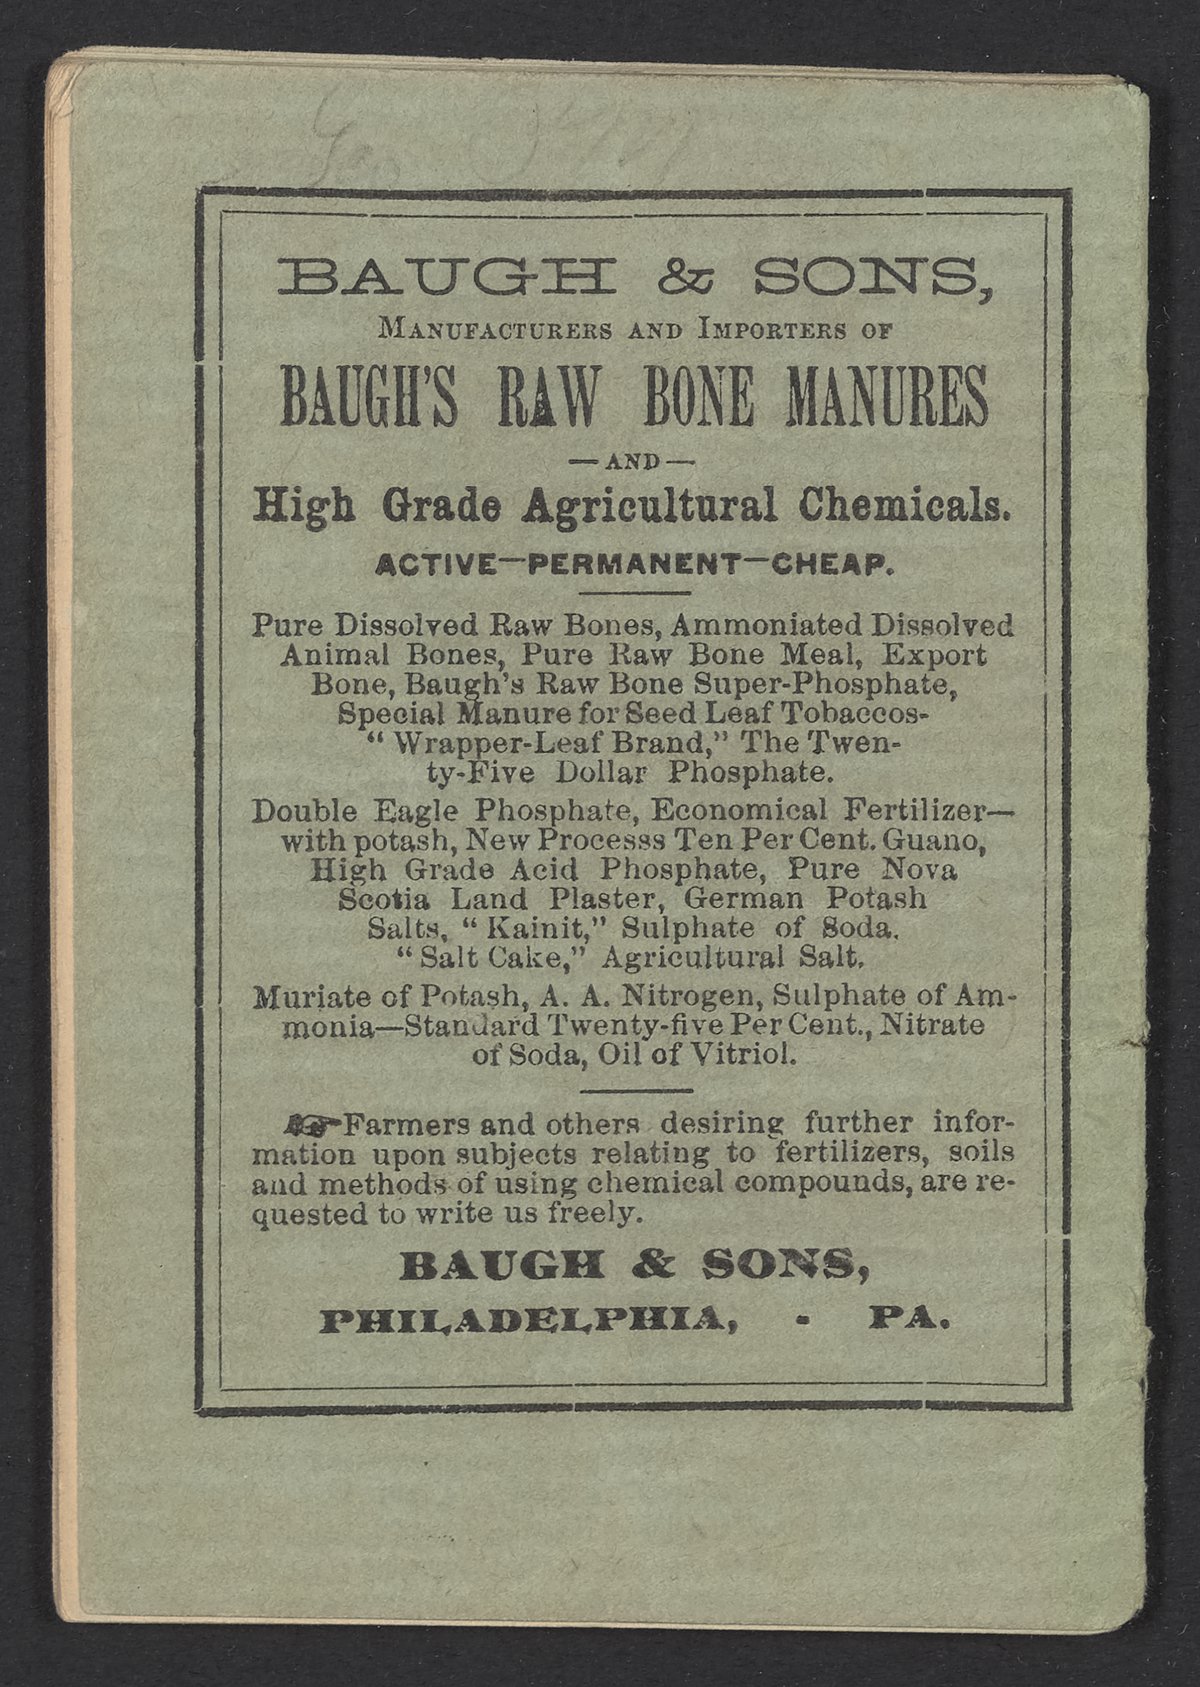 BAUGH & SONS,
MANUFACTURERS AND IMPORTERS OF
BAUGH'S RAW BONE MANURES
—AND—
High Grade Agricultural Chemicals.
ACTIVE—PERMANENT—CHEAP.
Pure Dissolved Raw Bones, Ammoniated Dissolved
Animal Bones, Pure Raw Bone Meal, Export
Bone, Baugh's Raw Bone Super-Phosphate,
Special Manure for Seed Leaf Tobaccos-
"Wrapper-Leaf Brand," The Twen-
ty-Five Dollar Phosphate.
Double Eagle Phosphate, Economical Fertilizer—
with potash, New Processs Ten Per Cent. Guano,
High Grade Acid Phosphate, Pure Nova
Scotia Land Plaster, German Potash
Salts, "Kainit," Sulphate of Soda.
"Salt Cake," Agricultural Salt.
Muriate of Potash, A. A. Nitrogen, Sulphate of Am-
monia—Standard Twenty-five Per Cent., Nitrate
of Soda, Oil of Vitriol.
☞Farmers and others desiring further infor-
mation upon subjects relating to fertilizers, soils
and methods of using chemical compounds, are re-
quested to write us freely.
BAUGH & SONS,
PHILADELPHIA, - PA.